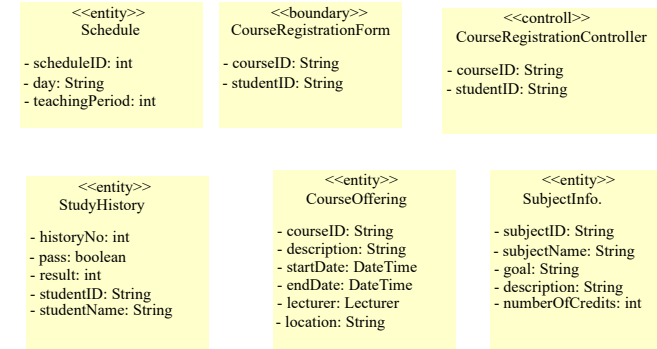 <<entity>>
Schedule
- scheduleID: int
- day: String
- teachingPeriod: int
<<boundary>>
CourseRegistrationForm
- courseID: String
- studentID: String
<<controll>>
CourseRegistrationController
- courseID: String
- studentID: String
<<entity>>
StudyHistory
- historyNo: int
- pass: boolean
- result: int
- studentID: String
- studentName: String
<<entity>>
CourseOffering
- courseID: String
- description: String
- startDate: DateTime
- endDate: DateTime
- lecturer: Lecturer
- location: String
<<entity>>
SubjectInfo.
- subjectID: String
- subjectName: String
- goal: String
- description: String
- numberOfCredits: int